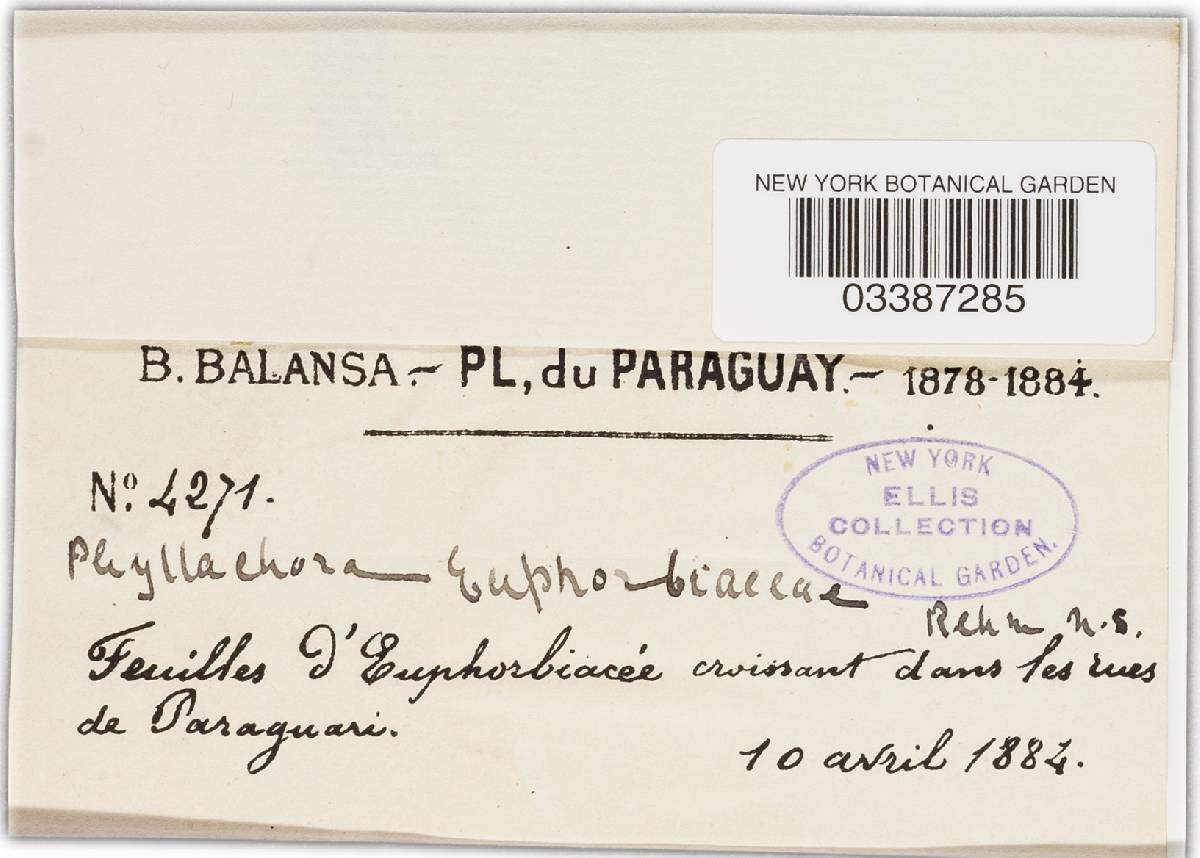 NEW YORK BOTANICAL GARDEN
03387285
B. BALANSA.- PL, du PARAGUAY.- 1878-1884.
Nº 4271.
NEW YORK
ELLIS
COLLECTION
BOTANICAL GARDEN.
Phyllachora Euphorbiaceae
Rehm n.s.
Feuilles d'Euphorbiacée croissant dans les rues
de Paraguari.
10 avril 1884.